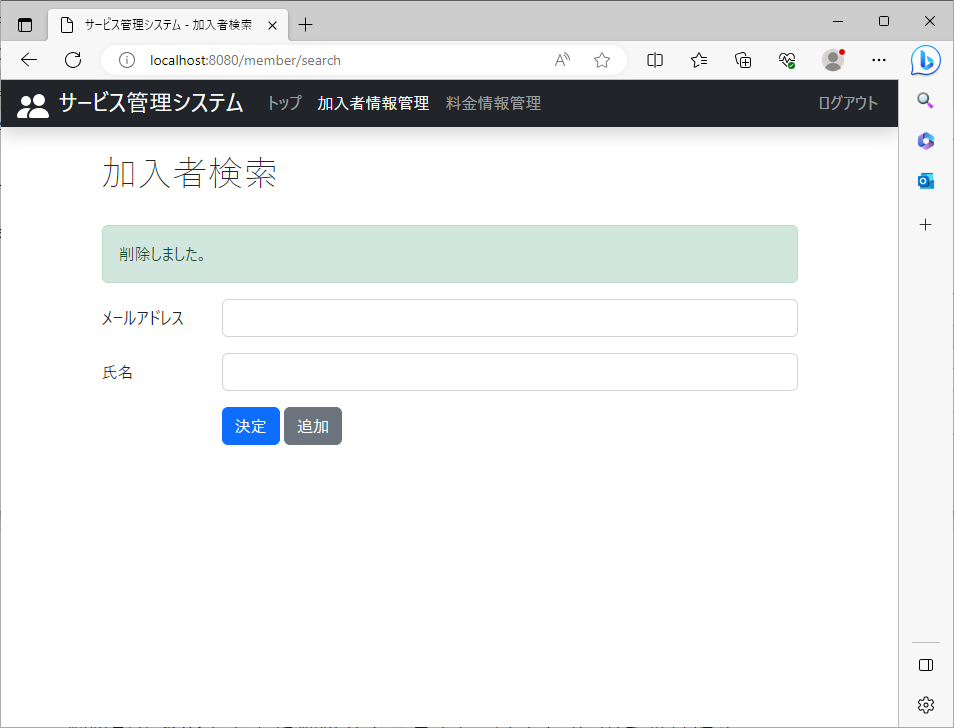 サービス管理システム - 加入者検索
localhost:8080/member/search
サービス管理システム トップ 加入者情報管理 料金情報管理 ログアウト
加入者検索
削除しました。
メールアドレス
氏名
決定 追加